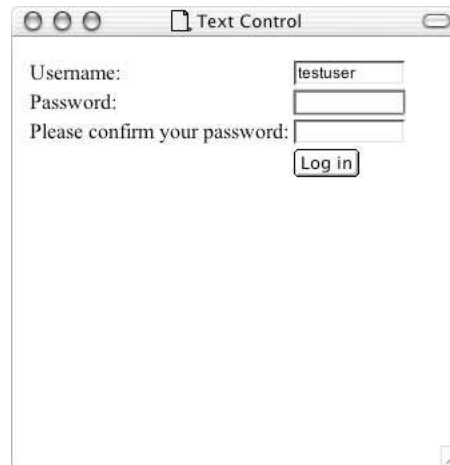 Text Control
Username: testuser
Password:
Please confirm your password:
Log in